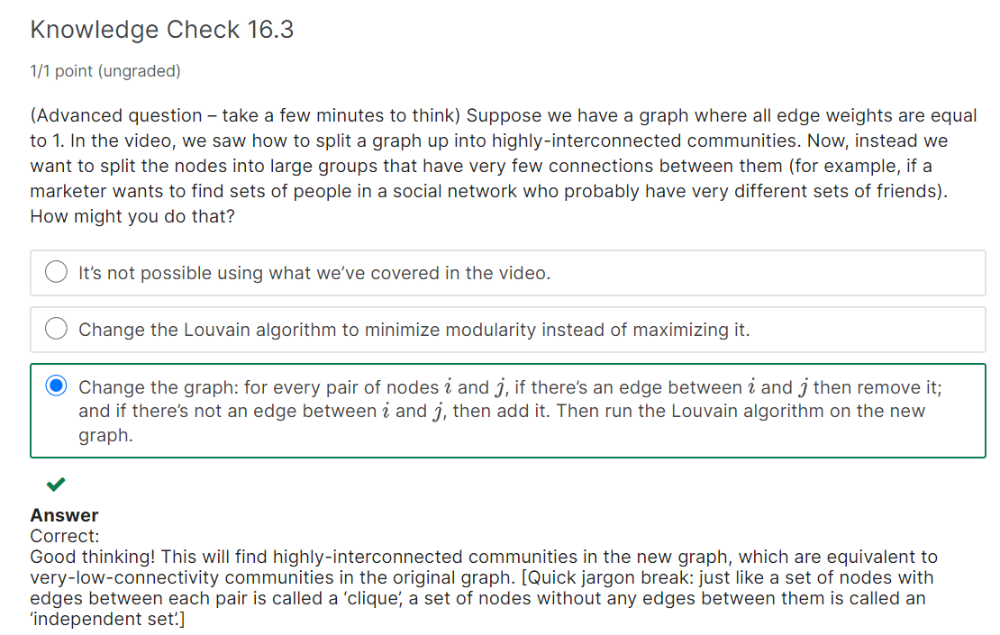 Knowledge Check 16.3
1/1 point (ungraded)
(Advanced question – take a few minutes to think) Suppose we have a graph where all edge weights are equal
to 1. In the video, we saw how to split a graph up into highly-interconnected communities. Now, instead we
want to split the nodes into large groups that have very few connections between them (for example, if a
marketer wants to find sets of people in a social network who probably have very different sets of friends).
How might you do that?
It's not possible using what we've covered in the video.
Change the Louvain algorithm to minimize modularity instead of maximizing it.
Change the graph: for every pair of nodes i and j, if there's an edge between i and j then remove it;
and if there's not an edge between i and j, then add it. Then run the Louvain algorithm on the new
graph.
Answer
Correct:
Good thinking! This will find highly-interconnected communities in the new graph, which are equivalent to
very-low-connectivity communities in the original graph. [Quick jargon break: just like a set of nodes with
edges between each pair is called a ‘clique’, a set of nodes without any edges between them is called an
‘independent set’.]